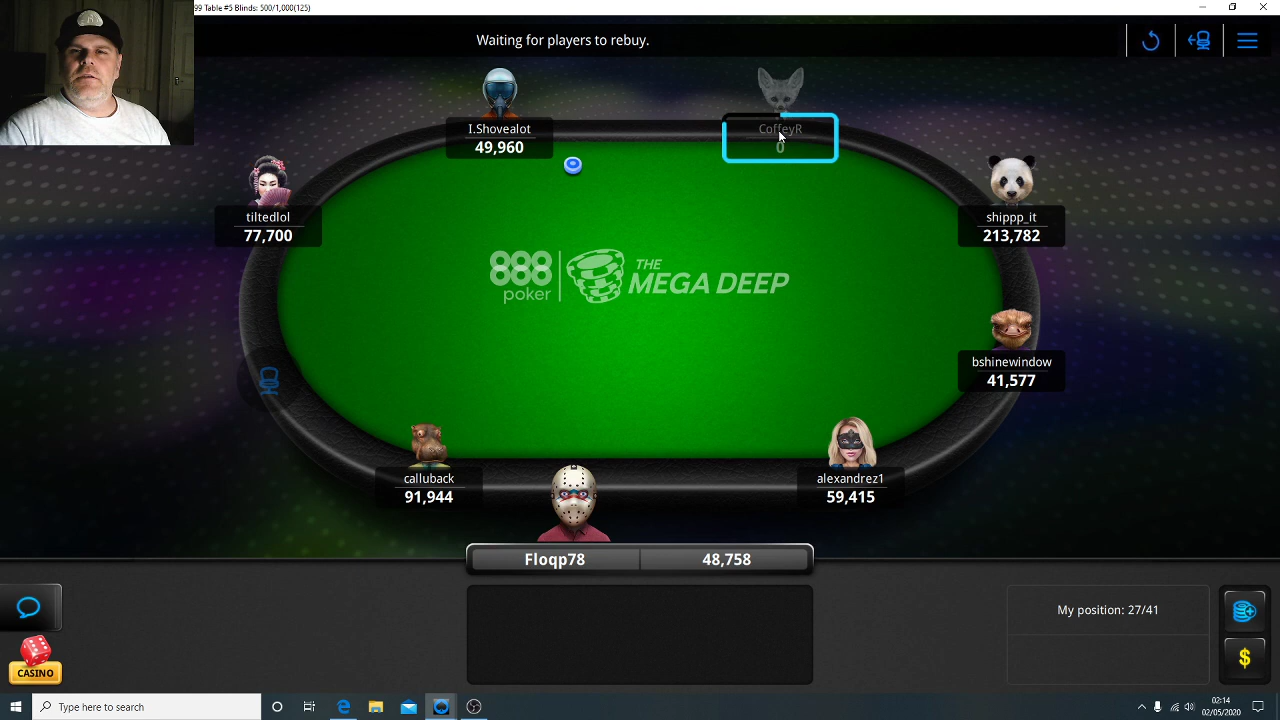 99 Table #5 Blinds: 500/1,000(125)
Waiting for players to rebuy.
I.Shovealot
49,960
CoffeyR
0
tiltedlol
77,700
shippp_it
213,782
888
poker
THE
MEGA DEEP
bshinewindow
41,577
calluback
91,944
alexandrez1
59,415
Floqp78
48,758
My position: 27/41
$
CASINO
Type here to search
02:14
02/05/2020